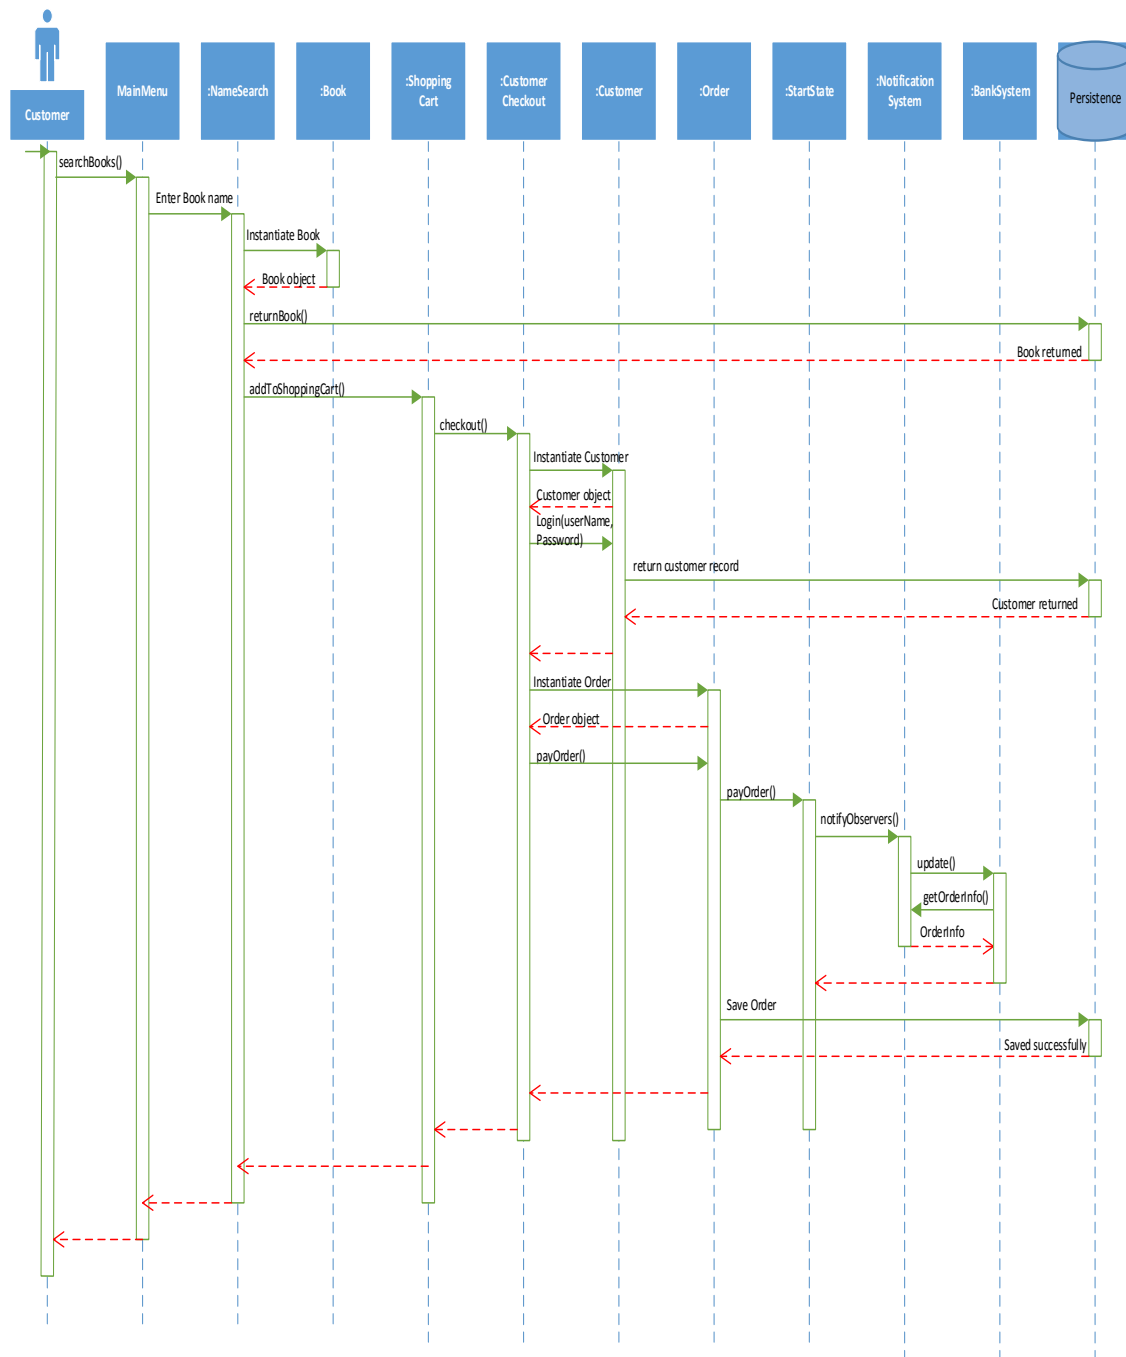 Customer
MainMenu
:NameSearch
:Book
:Shopping
Cart
:Customer
Checkout
:Customer
:Order
:StartState
:Notification
System
:BankSystem
Persistence
searchBooks()
Enter Book name
Instantiate Book
Book object
returnBook()
Book returned
addToShoppingCart()
checkout()
Instantiate Customer
Customer object
Login(userName,
Password)
return customer record
Customer returned
Instantiate Order
Order object
payOrder()
payOrder()
notifyObservers()
update()
getOrderInfo()
OrderInfo
Save Order
Saved successfully